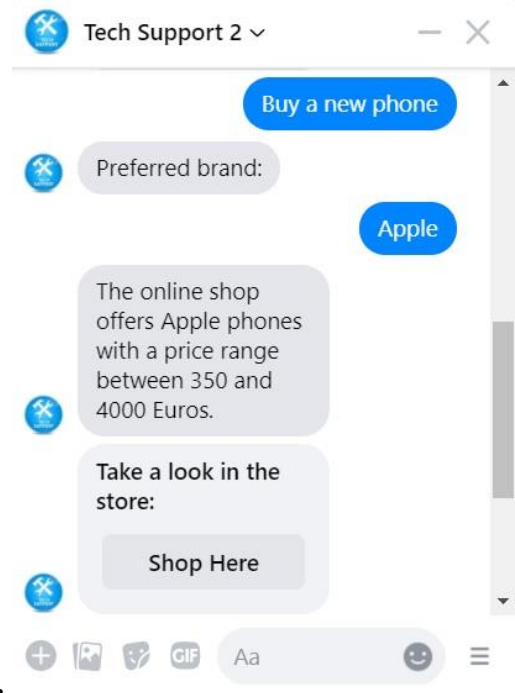 Tech Support 2
Buy a new phone
Preferred brand:
Apple
The online shop
offers Apple phones
with a price range
between 350 and
4000 Euros.
Take a look in the
store:
Shop Here
GIF
Aa